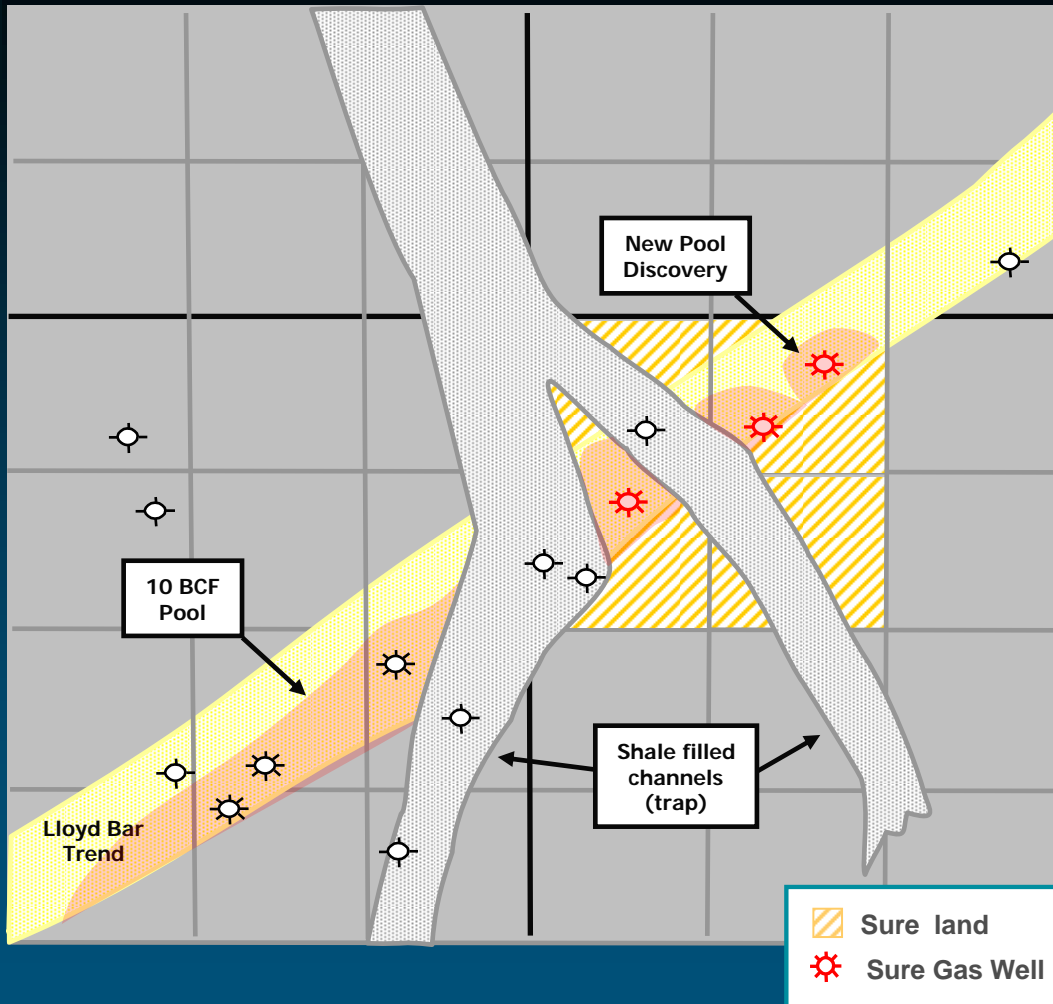 New Pool
Discovery
10 BCF
Pool
Shale filled
channels
(trap)
Lloyd Bar
Trend
Sure land
Sure Gas Well